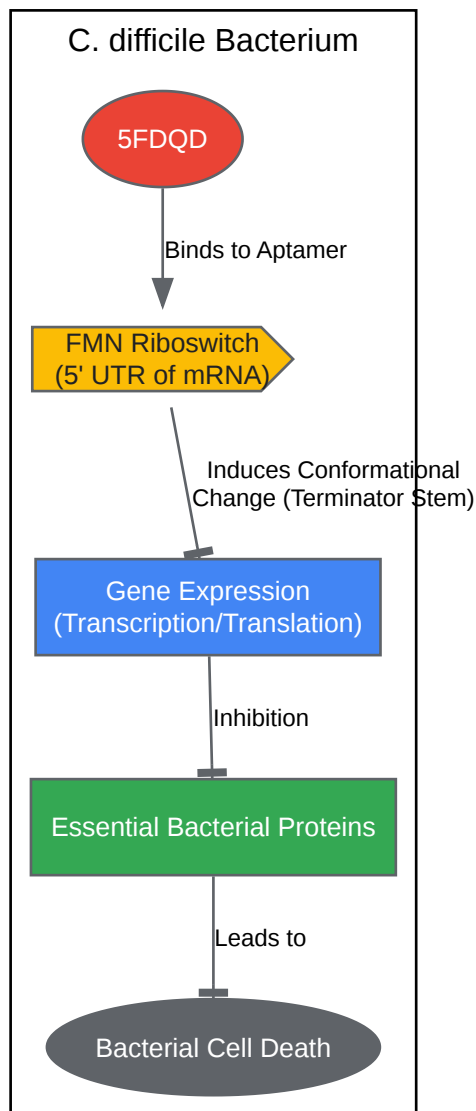 C. difficile Bacterium
5FDQD
Binds to Aptamer
FMN Riboswitch
(5' UTR of mRNA)
Induces Conformational
Change (Terminator Stem)
Gene Expression
(Transcription/Translation)
Inhibition
Essential Bacterial Proteins
Leads to
Bacterial Cell Death